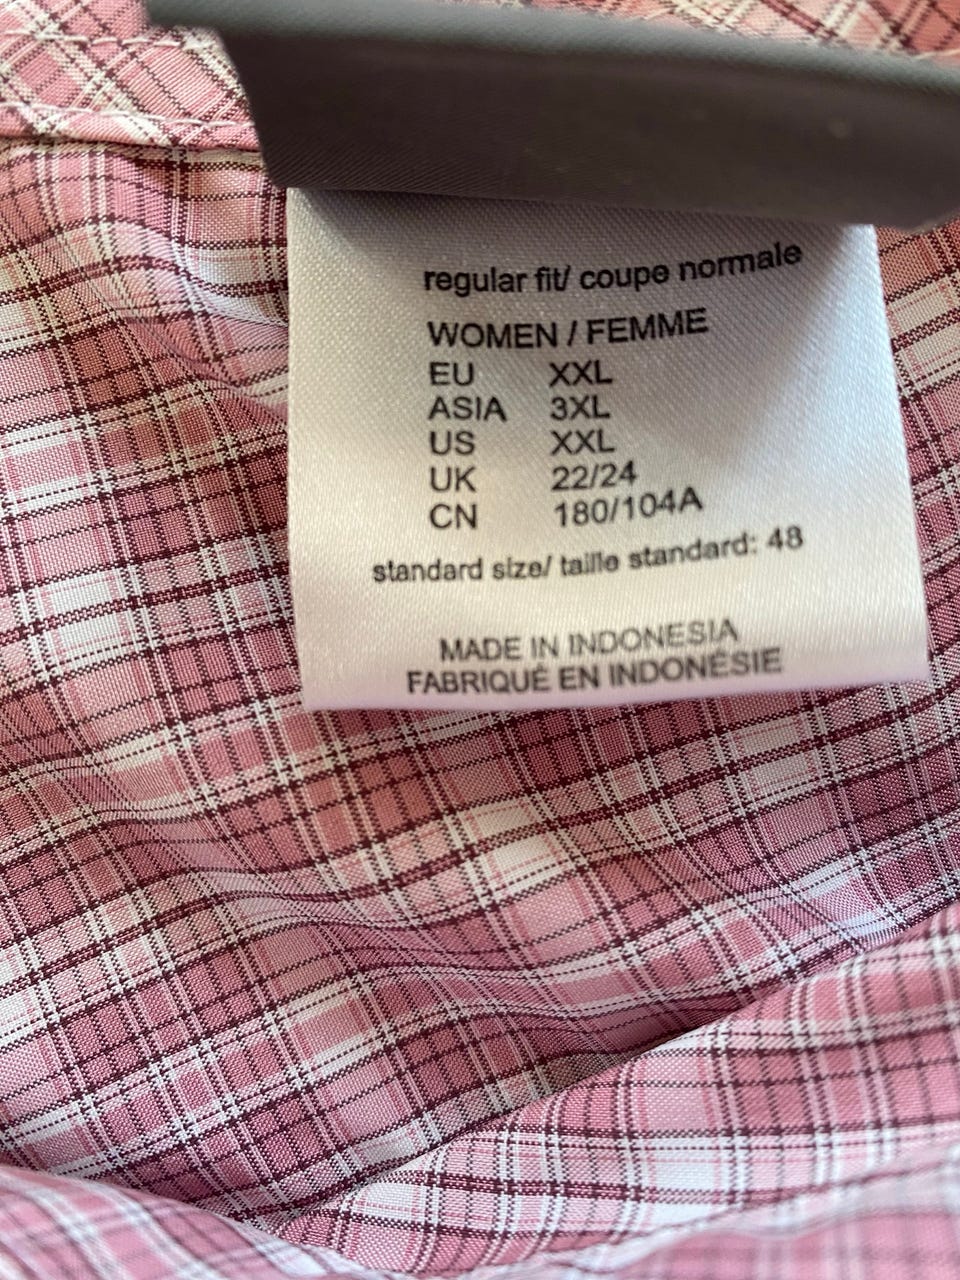 regular fit/ coupe normale
WOMEN / FEMME
EU XXL
ASIA 3XL
US XXL
UK 22/24
CN 180/104A
standard size/ taille standard: 48
MADE IN INDONESIA
FABRIQUÉ EN INDONÉSIE